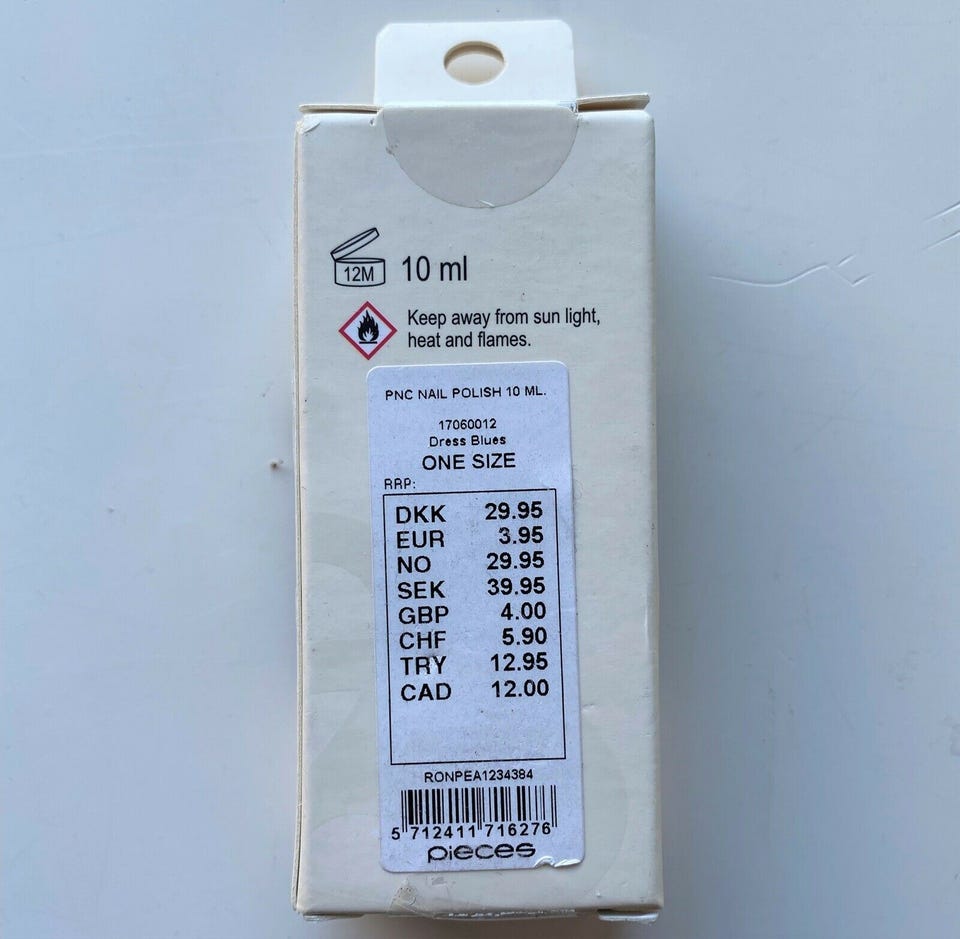 12M 10 ml
Keep away from sun light,
heat and flames.
PNC NAIL POLISH 10 ML.
17060012
Dress Blues
ONE SIZE
RRP:
DKK 29.95
EUR 3.95
NO 29.95
SEK 39.95
GBP 4.00
CHF 5.90
TRY 12.95
CAD 12.00
RONPEA1234384
5 712411 716276
pieces